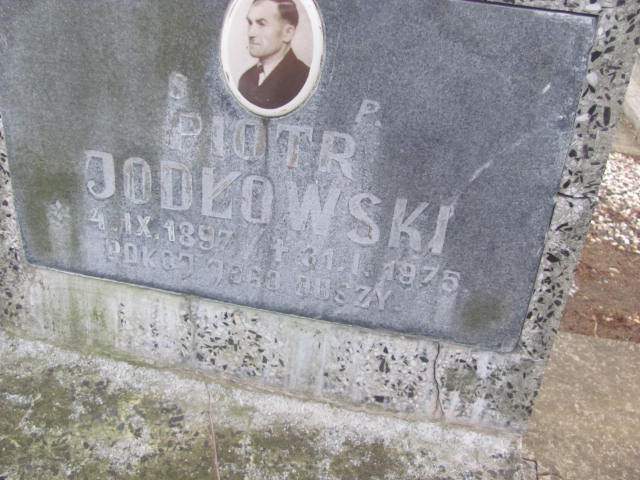 Ś P.
PIOTR
JODŁOWSKI
* 4.IX.1897 / † 31.I.1975
POKÓJ JEGO DUSZY.